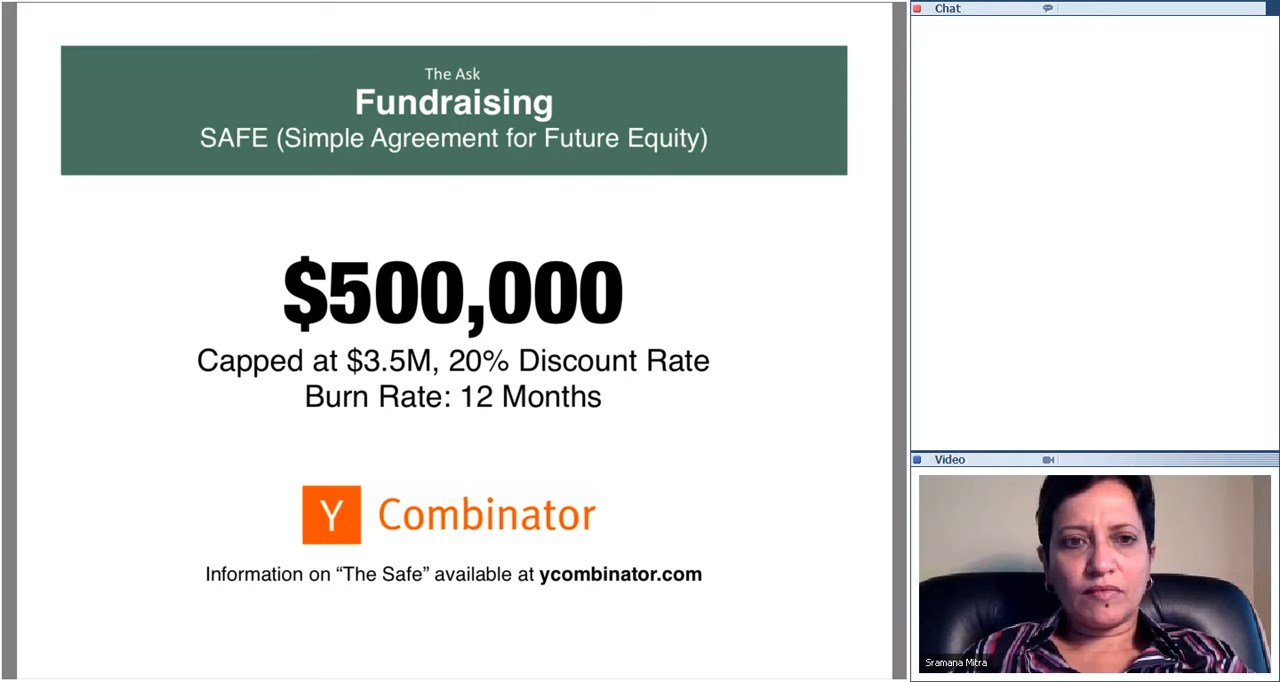 The Ask
Fundraising
SAFE (Simple Agreement for Future Equity)
$500,000
Capped at $3.5M, 20% Discount Rate
Burn Rate: 12 Months
Y Combinator
Information on “The Safe” available at ycombinator.com
Chat
Video
Sramana Mitra